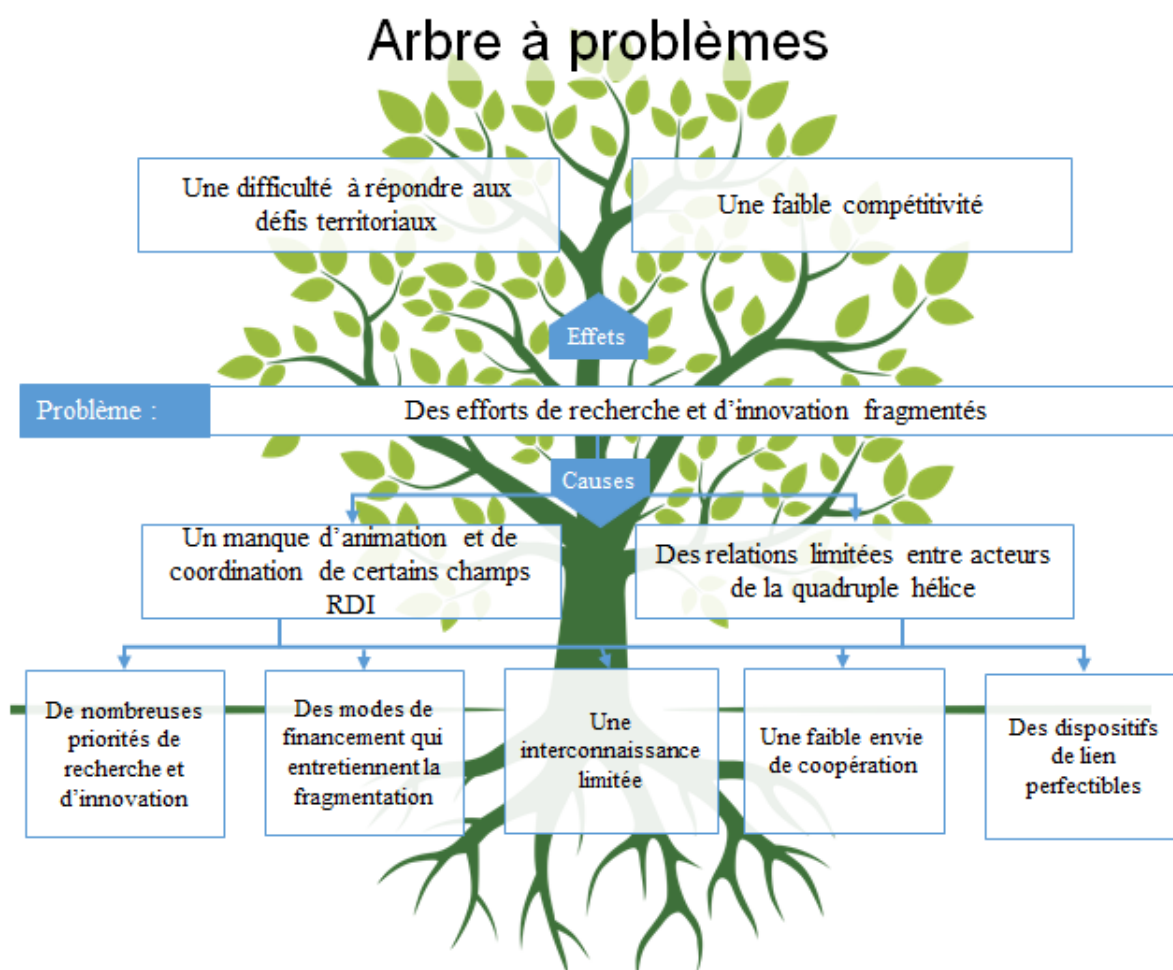 Arbre à problèmes
Une difficulté à répondre aux
défis territoriaux
Une faible compétitivité
Effets
Problème :
Des efforts de recherche et d’innovation fragmentés
Causes
Un manque d’animation et de
coordination de certains champs
RDI
Des relations limitées entre acteurs
de la quadruple hélice
De nombreuses
priorités de
recherche et
d’innovation
Des modes de
financement qui
entretiennent la
fragmentation
Une
interconnaissance
limitée
Une faible envie
de coopération
Des dispositifs
de lien
perfectibles